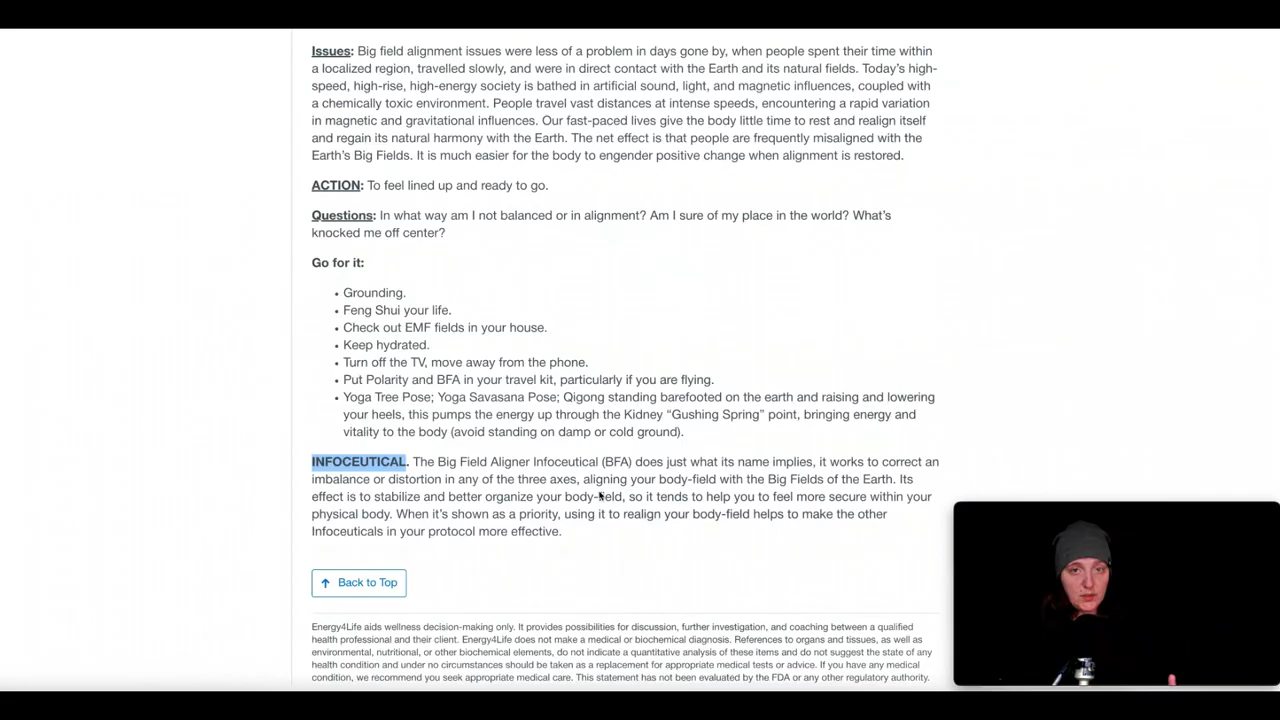 Issues: Big field alignment issues were less of a problem in days gone by, when people spent their time within
a localized region, travelled slowly, and were in direct contact with the Earth and its natural fields. Today's high-
speed, high-rise, high-energy society is bathed in artificial sound, light, and magnetic influences, coupled with
a chemically toxic environment. People travel vast distances at intense speeds, encountering a rapid variation
in magnetic and gravitational influences. Our fast-paced lives give the body little time to rest and realign itself
and regain its natural harmony with the Earth. The net effect is that people are frequently misaligned with the
Earth's Big Fields. It is much easier for the body to engender positive change when alignment is restored.
ACTION: To feel lined up and ready to go.
Questions: In what way am I not balanced or in alignment? Am I sure of my place in the world? What's
knocked me off center?
Go for it:
• Grounding.
• Feng Shui your life.
• Check out EMF fields in your house.
• Keep hydrated.
• Turn off the TV, move away from the phone.
• Put Polarity and BFA in your travel kit, particularly if you are flying.
• Yoga Tree Pose; Yoga Savasana Pose; Qigong standing barefooted on the earth and raising and lowering
your heels, this pumps the energy up through the Kidney “Gushing Spring” point, bringing energy and
vitality to the body (avoid standing on damp or cold ground).
INFOCEUTICAL. The Big Field Aligner Infoceutical (BFA) does just what its name implies, it works to correct an
imbalance or distortion in any of the three axes, aligning your body-field with the Big Fields of the Earth. Its
effect is to stabilize and better organize your body-field, so it tends to help you to feel more secure within your
physical body. When it's shown as a priority, using it to realign your body-field helps to make the other
Infoceuticals in your protocol more effective.
Back to Top
Energy4Life aids wellness decision-making only. It provides possibilities for discussion, further investigation, and coaching between a qualified
health professional and their client. Energy4Life does not make a medical or biochemical diagnosis. References to organs and tissues, as well as
environmental, nutritional, or other biochemical elements, do not indicate a quantitative analysis of these items and do not suggest the state of any
health condition and under no circumstances should be taken as a replacement for appropriate medical tests or advice. If you have any medical
condition, we recommend you seek appropriate medical care. This statement has not been evaluated by the FDA or any other regulatory authority.